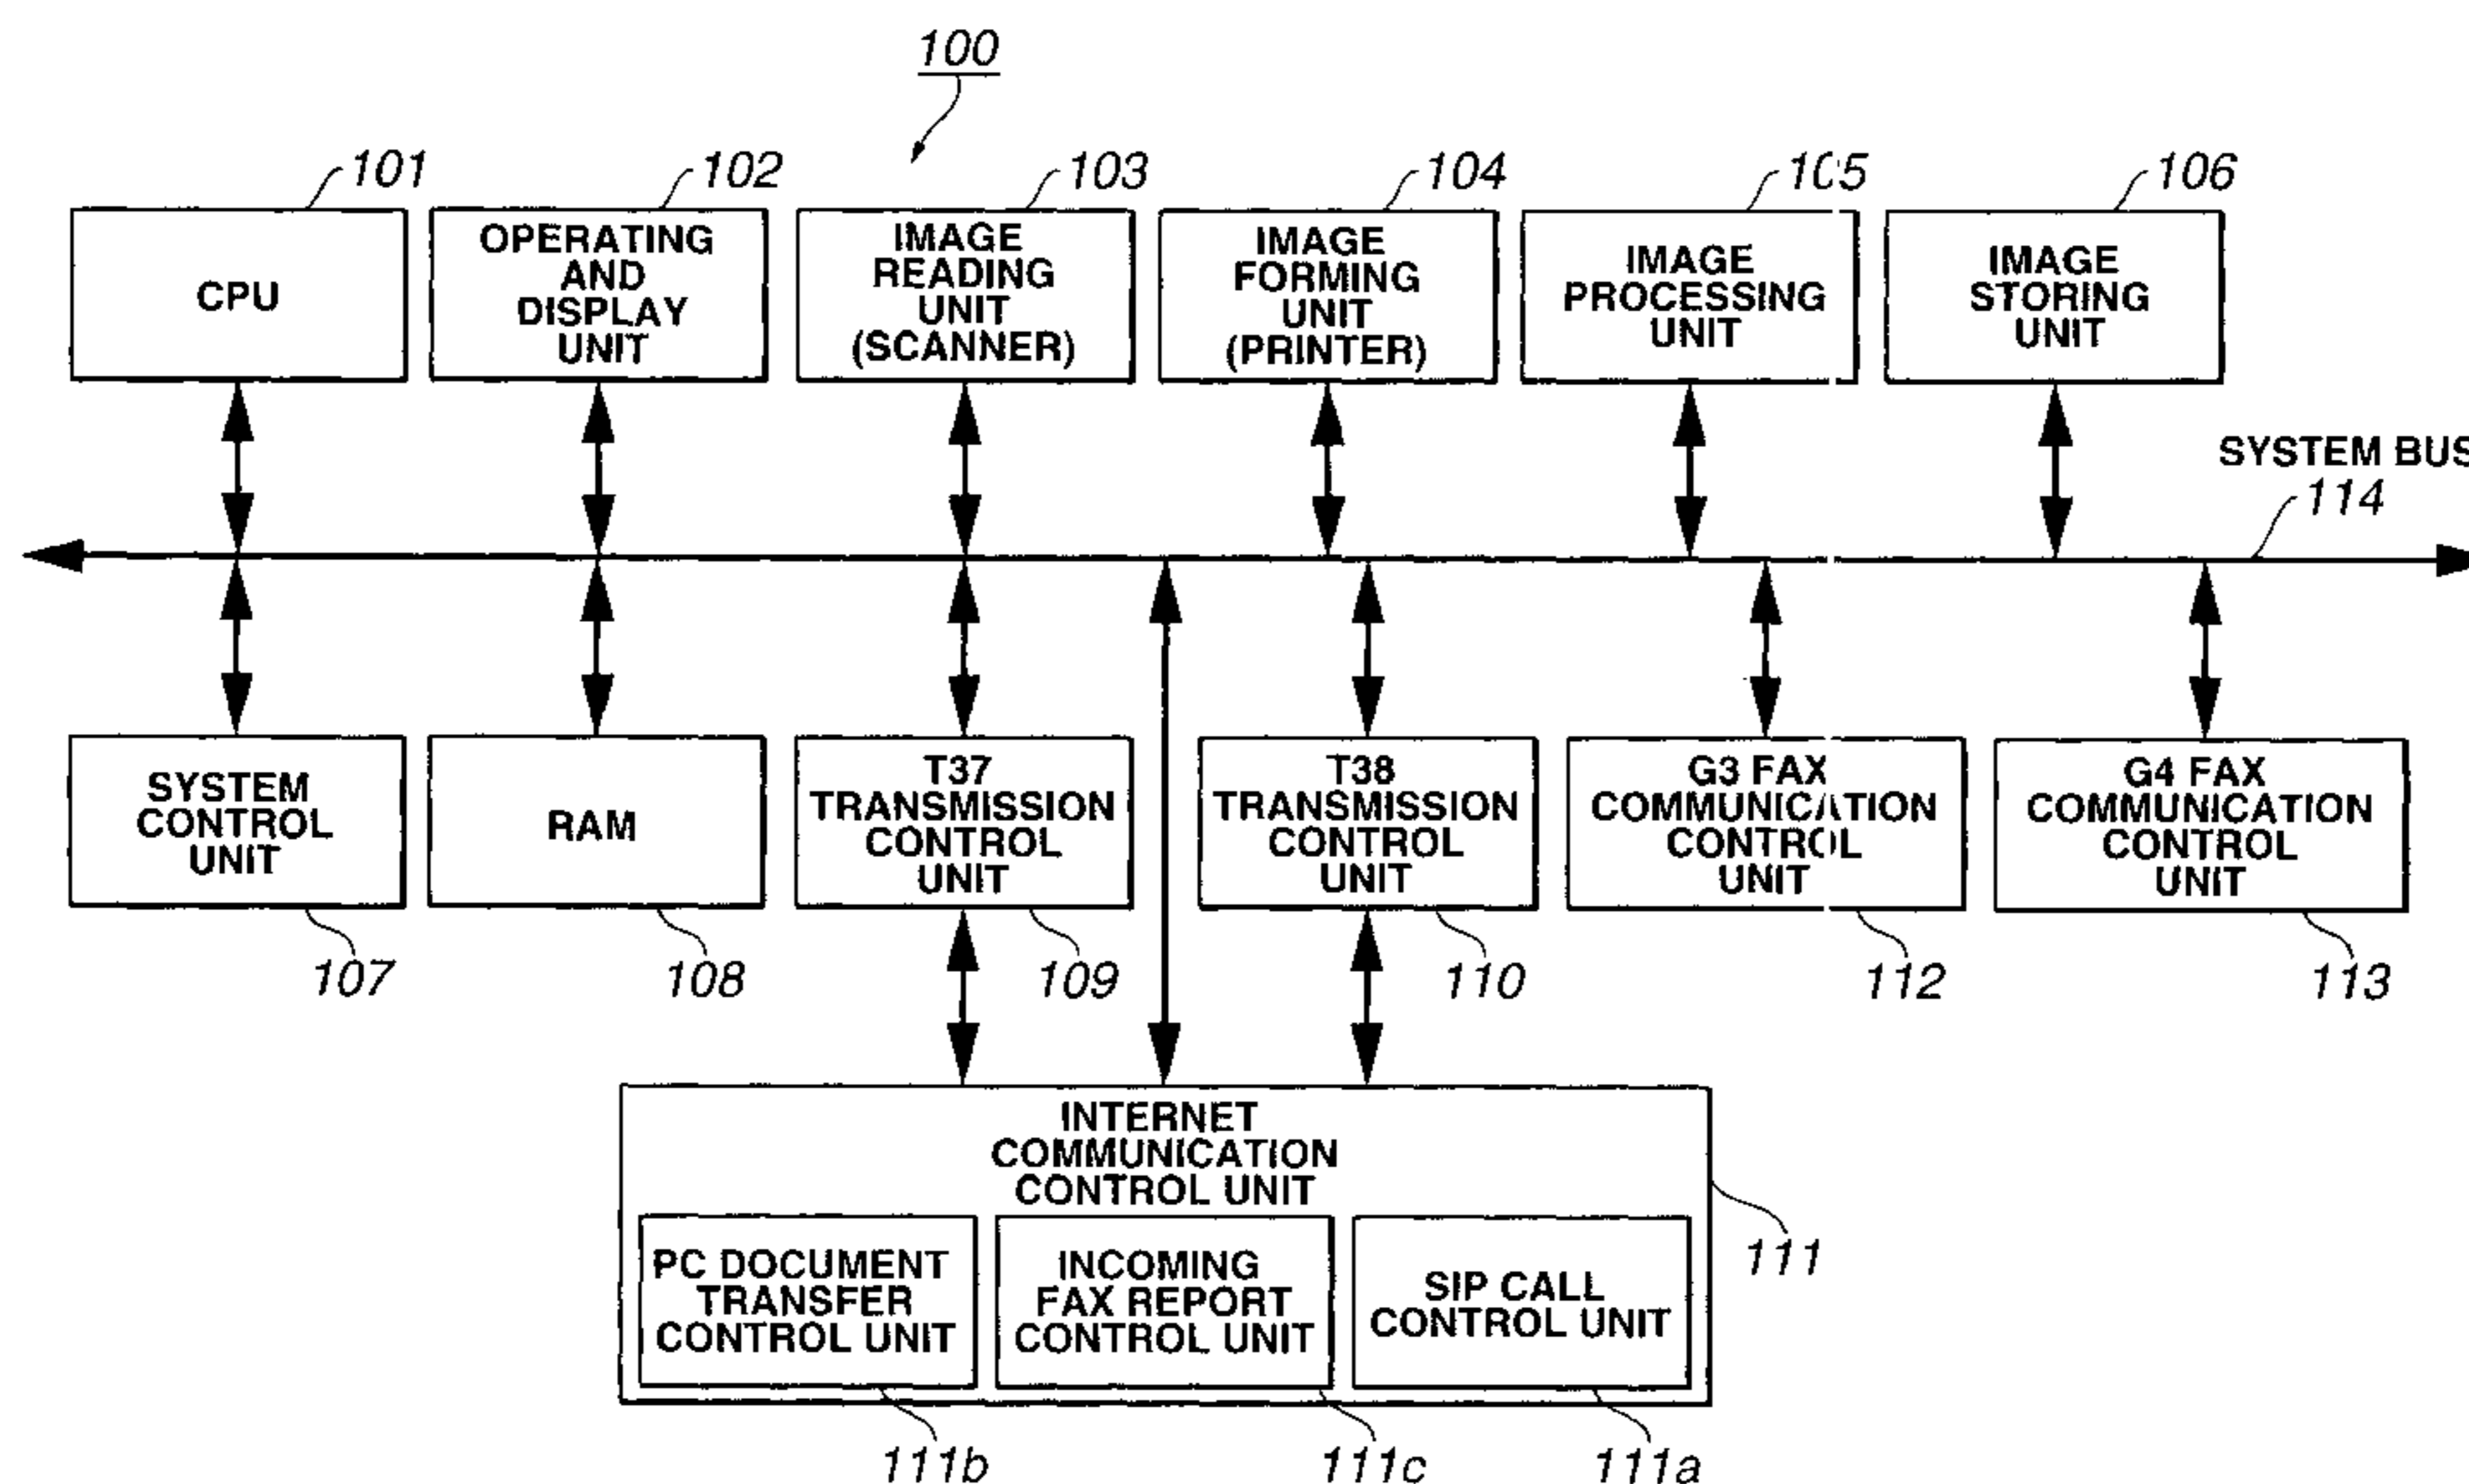 100
101
102
103
104
105
106
CPU
OPERATING
AND
DISPLAY
UNIT
IMAGE
READING
UNIT
(SCANNER)
IMAGE
FORMING
UNIT
(PRINTER)
IMAGE
PROCESSING
UNIT
IMAGE
STORING
UNIT
SYSTEM BUS
114
SYSTEM
CONTROL
UNIT
RAM
T37
TRANSMISSION
CONTROL
UNIT
T38
TRANSMISSION
CONTROL
UNIT
G3 FAX
COMMUNICATION
CONTROL
UNIT
G4 FAX
COMMUNICATION
CONTROL
UNIT
107
108
109
110
112
113
INTERNET
COMMUNICATION
CONTROL UNIT
111
PC DOCUMENT
TRANSFER
CONTROL UNIT
INCOMING
FAX REPORT
CONTROL UNIT
SIP CALL
CONTROL UNIT
111b
111c
111a